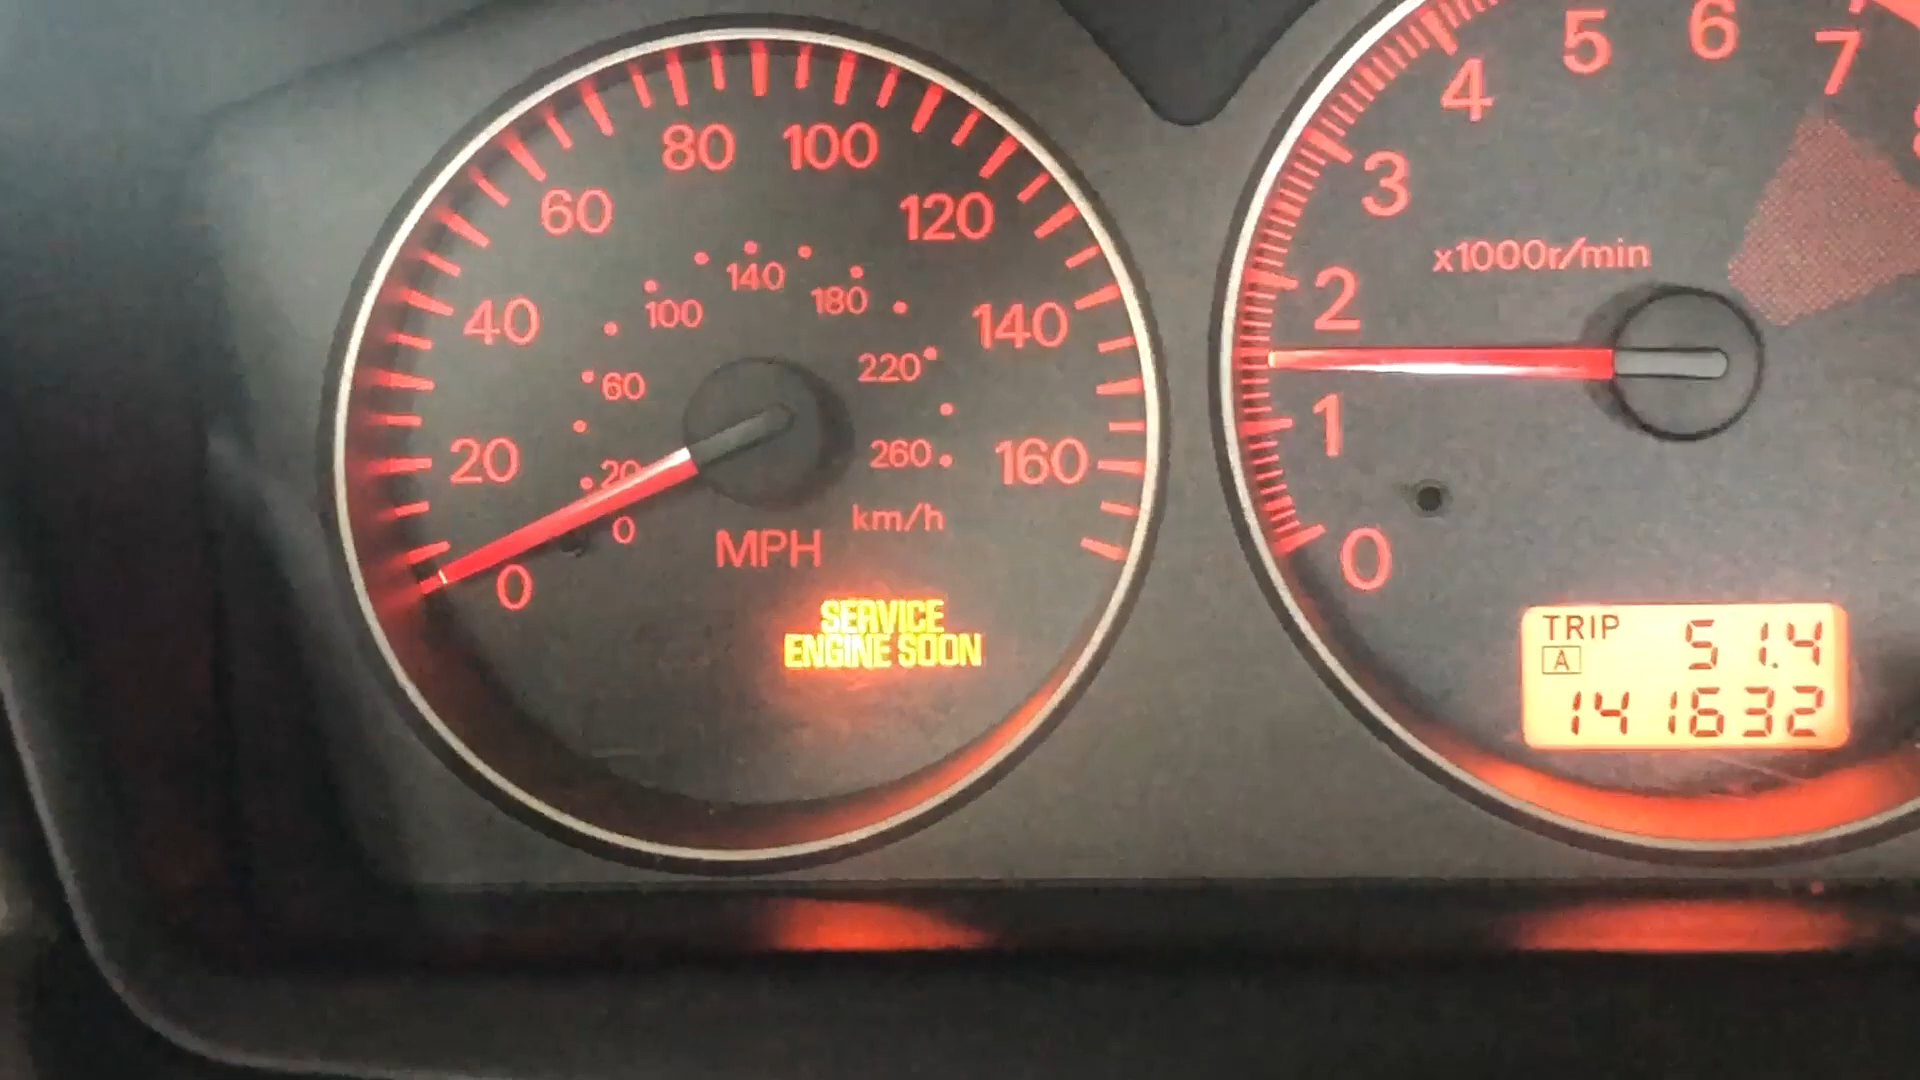 80 100
60 120
40 140
20 160
0
140
100 180
60 220
20 260
0
MPH km/h
SERVICE
ENGINE SOON
5 6 7
4
3
x1000r/min
2
1
0
TRIP 51.4
A
141632